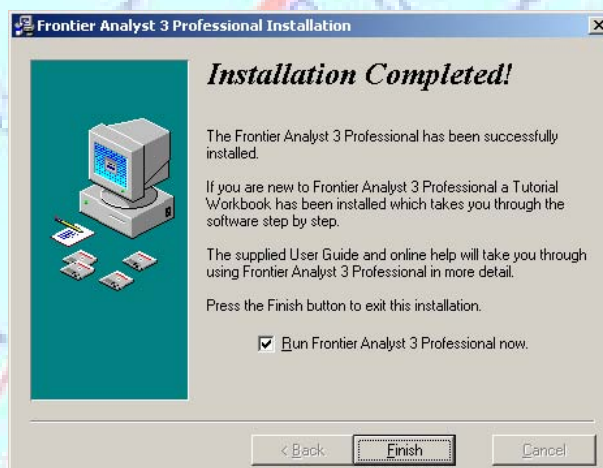 Frontier Analyst 3 Professional Installation
Installation Completed!
The Frontier Analyst 3 Professional has been successfully
installed.
If you are new to Frontier Analyst 3 Professional a Tutorial
Workbook has been installed which takes you through the
software step by step.
The supplied User Guide and online help will take you through
using Frontier Analyst 3 Professional in more detail.
Press the Finish button to exit this installation.
Run Frontier Analyst 3 Professional now.
< Back
Finish
Cancel